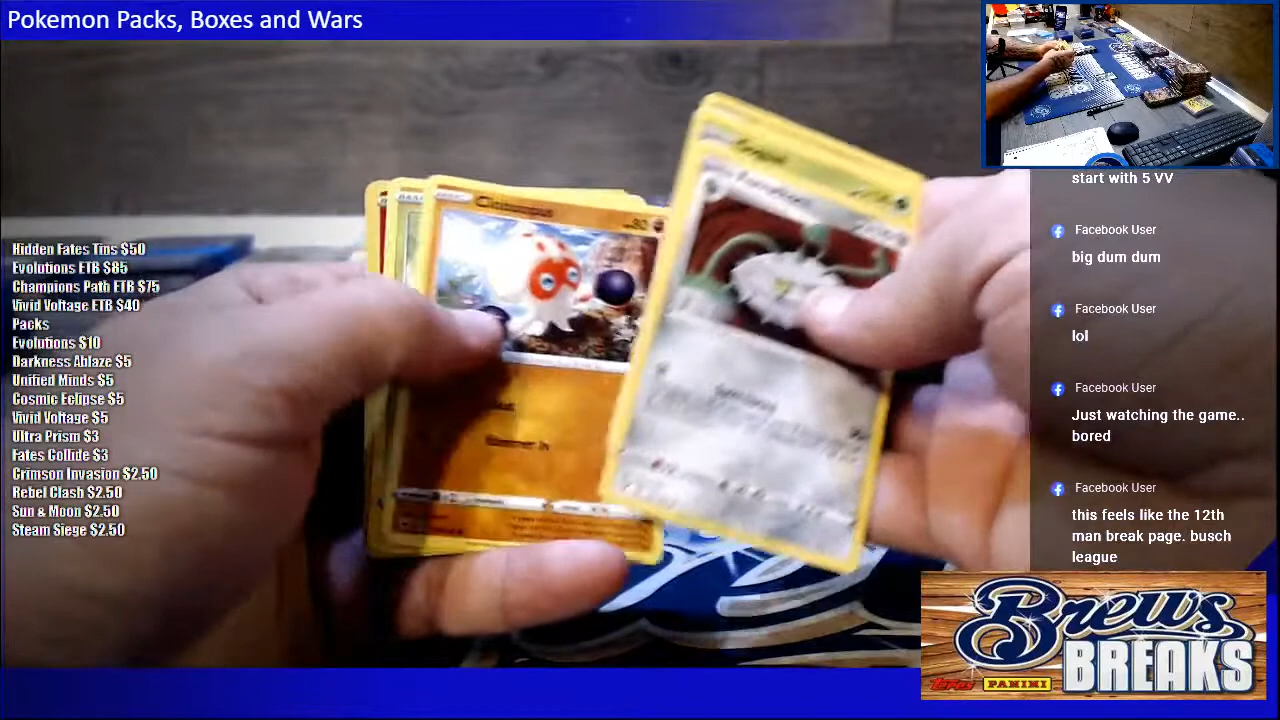 Pokemon Packs, Boxes and Wars
Hidden Fates Tins $50
Evolutions ETB $85
Champions Path ETB $75
Vivid Voltage ETB $40
Packs
Evolutions $10
Darkness Ablaze $5
Unified Minds $5
Cosmic Eclipse $5
Vivid Voltage $5
Ultra Prism $3
Fates Collide $3
Crimson Invasion $2.50
Rebel Clash $2.50
Sun & Moon $2.50
Steam Siege $2.50
Clobbopus
80
start with 5 VV
Facebook User
big dum dum
Facebook User
lol
Facebook User
Just watching the game..
bored
Facebook User
this feels like the 12th
man break page. busch
league
Brews
BREAKS
Topps PANINI